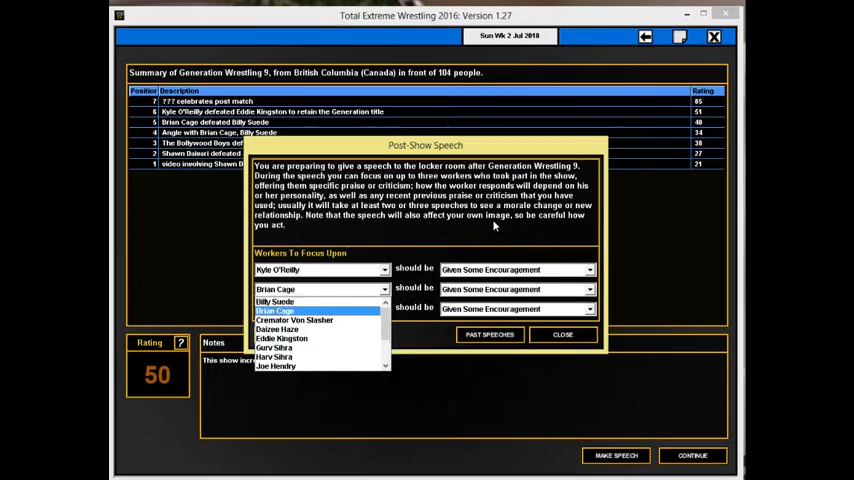 Total Extreme Wrestling 2016: Version 1.27
Sun Wk 2 Jul 2018
Summary of Generation Wrestling 9, from British Columbia (Canada) in front of 104 people.
Position Description Rating
7 ??? celebrates post match 85
6 Kyle O'Reilly defeated Eddie Kingston to retain the Generation title 51
5 Brian Cage defeated Billy Suede 40
4 Angle with Brian Cage, Billy Suede 34
3 The Bollywood Boys def 38
2 Shawn Daivari defeated 27
1 video involving Shawn D 21
Post-Show Speech
You are preparing to give a speech to the locker room after Generation Wrestling 9.
During the speech you can focus on up to three workers who took part in the show,
offering them specific praise or criticism; how the worker responds will depend on his
or her personality, as well as any recent previous praise or criticism that you have
used; usually it will take at least two or three speeches to see a morale change or new
relationship. Note that the speech will also affect your own image, so be careful how
you act.
Workers To Focus Upon
Kyle O'Reilly should be Given Some Encouragement
Brian Cage should be Given Some Encouragement
Billy Suede
should be Given Some Encouragement
Brian Cage
Cremator Von Slasher
Daizee Haze
Eddie Kingston
Gurv Sihra
Harv Sihra
Joe Hendry
PAST SPEECHES CLOSE
Rating ? Notes
50
This show incr
MAKE SPEECH CONTINUE